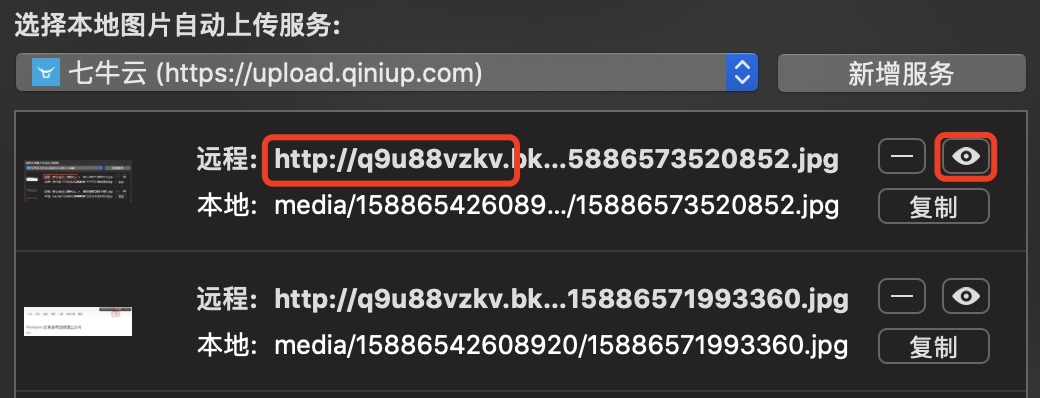 选择本地图片自动上传服务:
七牛云 (https://upload.qiniup.com)
新增服务
远程: http://q9u88vzkv.bk...5886573520852.jpg
本地: media/158865426089.../15886573520852.jpg
复制
远程: http://q9u88vzkv.bk...15886571993360.jpg
本地: media/15886542608920/15886571993360.jpg
复制